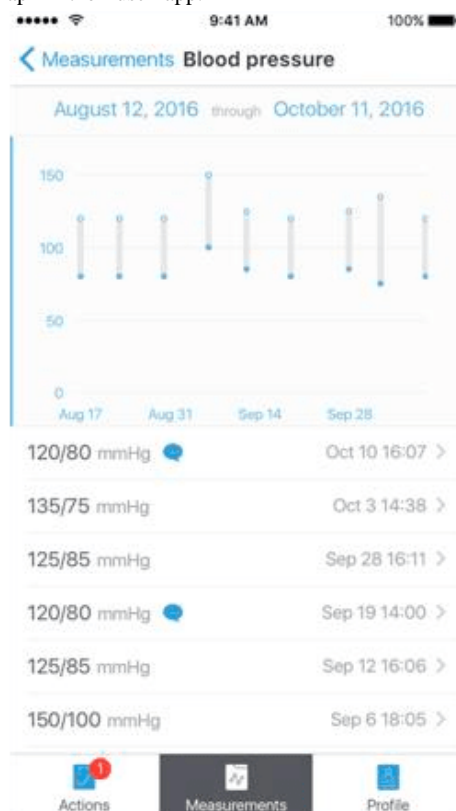 9:41 AM 100%
Measurements Blood pressure
August 12, 2016 through October 11, 2016
150
100
50
0
Aug 17 Aug 31 Sep 14 Sep 28
120/80 mmHg Oct 10 16:07
135/75 mmHg Oct 3 14:38
125/85 mmHg Sep 28 16:11
120/80 mmHg Sep 19 14:00
125/85 mmHg Sep 12 16:06
150/100 mmHg Sep 6 18:05
1
Actions Measurements Profile